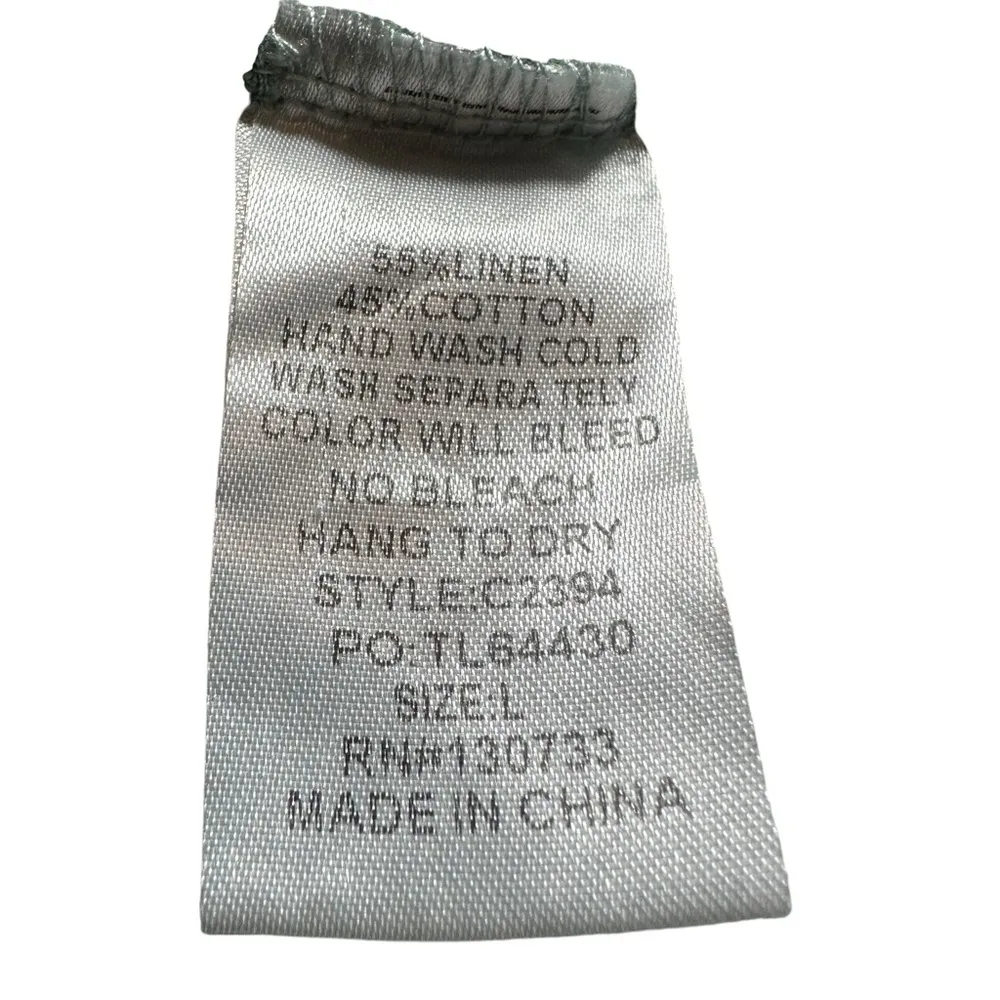 55%LINEN
45%COTTON
HAND WASH COLD
WASH SEPARA TELY
COLOR WILL BLEED
NO BLEACH
HANG TO DRY
STYLE:C2394
PO:TL64430
SIZE:L
RN#130733
MADE IN CHINA